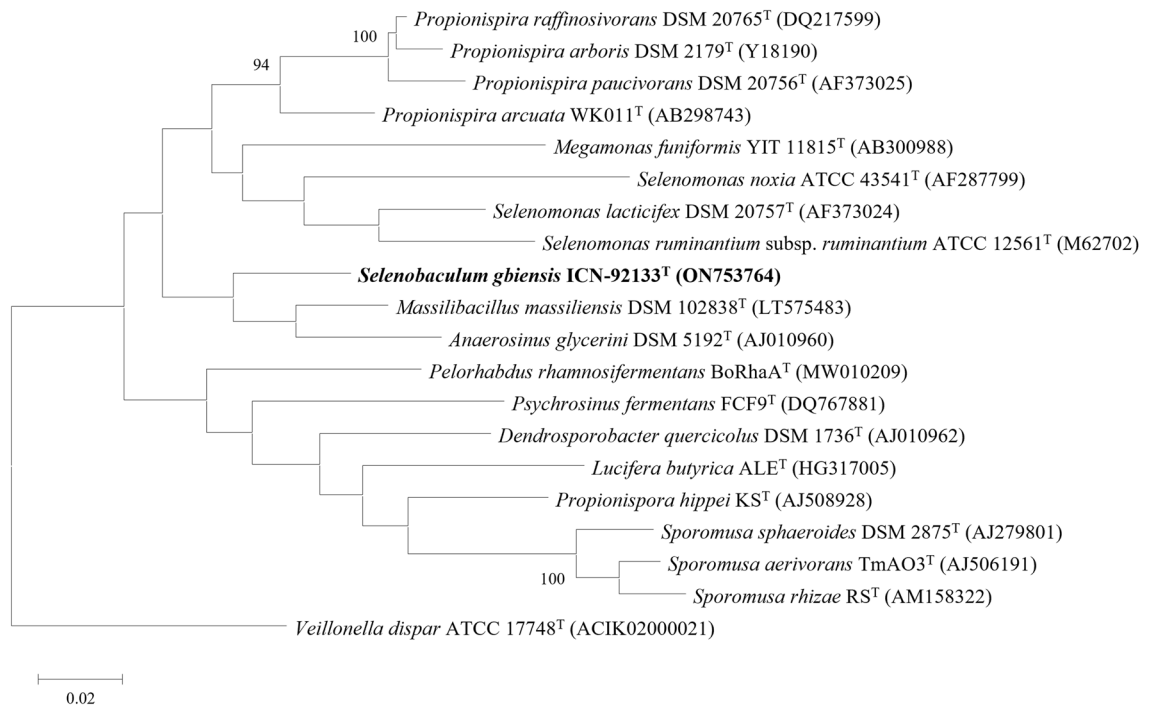 Propionispira raffinosivorans DSM 20765ᵀ (DQ217599)
100
Propionispira arboris DSM 2179ᵀ (Y18190)
94
Propionispira paucivorans DSM 20756ᵀ (AF373025)
Propionispira arcuata WK011ᵀ (AB298743)
Megamonas funiformis YIT 11815ᵀ (AB300988)
Selenomonas noxia ATCC 43541ᵀ (AF287799)
Selenomonas lacticifex DSM 20757ᵀ (AF373024)
Selenomonas ruminantium subsp. ruminantium ATCC 12561ᵀ (M62702)
Selenobaculum gbiensis ICN-92133ᵀ (ON753764)
Massilibacillus massiliensis DSM 102838ᵀ (LT575483)
Anaerosinus glycerini DSM 5192ᵀ (AJ010960)
Pelorhabdus rhamnosifermentans BoRhaAᵀ (MW010209)
Psychrosinus fermentans FCF9ᵀ (DQ767881)
Dendrosporobacter quercicolus DSM 1736ᵀ (AJ010962)
Lucifera butyrica ALEᵀ (HG317005)
Propionispora hippei KSᵀ (AJ508928)
Sporomusa sphaeroides DSM 2875ᵀ (AJ279801)
Sporomusa aerivorans TmAO3ᵀ (AJ506191)
100
Sporomusa rhizae RSᵀ (AM158322)
Veillonella dispar ATCC 17748ᵀ (ACIK02000021)
0.02